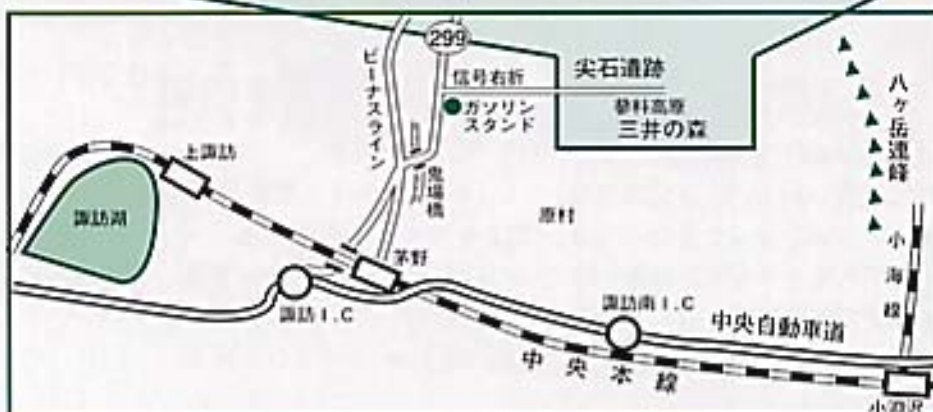 299
信号右折
尖石遺跡
ビーナスライン
ガソリン
スタンド
蓼科高原
三井の森
八ヶ岳連峰
上諏訪
鬼場橋
諏訪湖
原村
小海線
茅野
諏訪I.C
諏訪南I.C
中央自動車道
中央本線
小淵沢